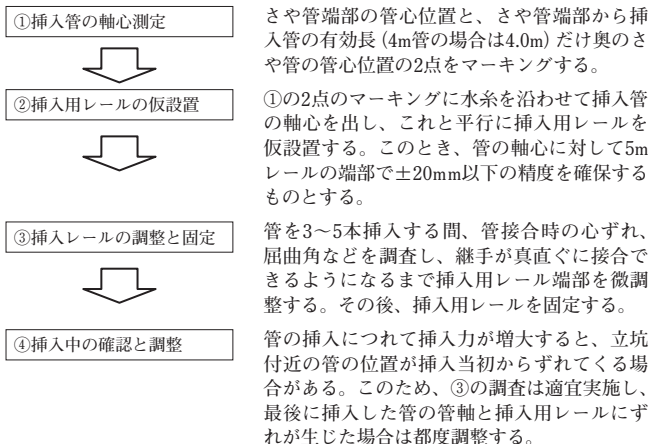 ①挿入管の軸心測定
さや管端部の管心位置と、さや管端部から挿
入管の有効長（4m管の場合は4.0m）だけ奥のさ
や管の管心位置の2点をマーキングする。
②挿入用レールの仮設置
①の2点のマーキングに水糸を沿わせて挿入管
の軸心を出し、これと平行に挿入用レールを
仮設置する。このとき、管の軸心に対して5m
レールの端部で±20mm以下の精度を確保する
ものとする。
③挿入レールの調整と固定
管を3〜5本挿入する間、管接合時の心ずれ、
屈曲角などを調査し、継手が真直ぐに接合で
きるようになるまで挿入用レール端部を微調
整する。その後、挿入用レールを固定する。
④挿入中の確認と調整
管の挿入につれて挿入力が増大すると、立坑
付近の管の位置が挿入当初からずれてくる場
合がある。このため、③の調査は適宜実施し、
最後に挿入した管の管軸と挿入用レールにず
れが生じた場合は都度調整する。